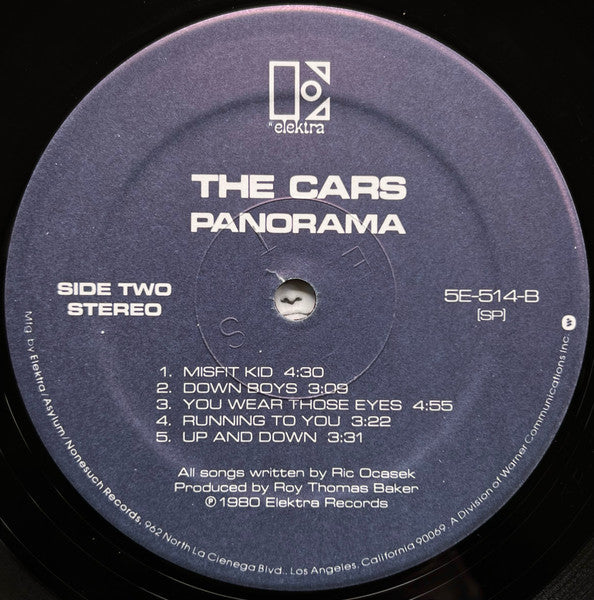 elektra
THE CARS
PANORAMA
SIDE TWO
STEREO
5E-514-B
[SP]
1. MISFIT KID 4:30
2. DOWN BOYS 3:09
3. YOU WEAR THOSE EYES 4:55
4. RUNNING TO YOU 3:22
5. UP AND DOWN 3:31
All songs written by Ric Ocasek
Produced by Roy Thomas Baker
℗ 1980 Elektra Records
Mfg. by Elektra/Asylum/Nonesuch Records, 962 North La Cienega Blvd., Los Angeles, California 90069. A Division of Warner Communications Inc.